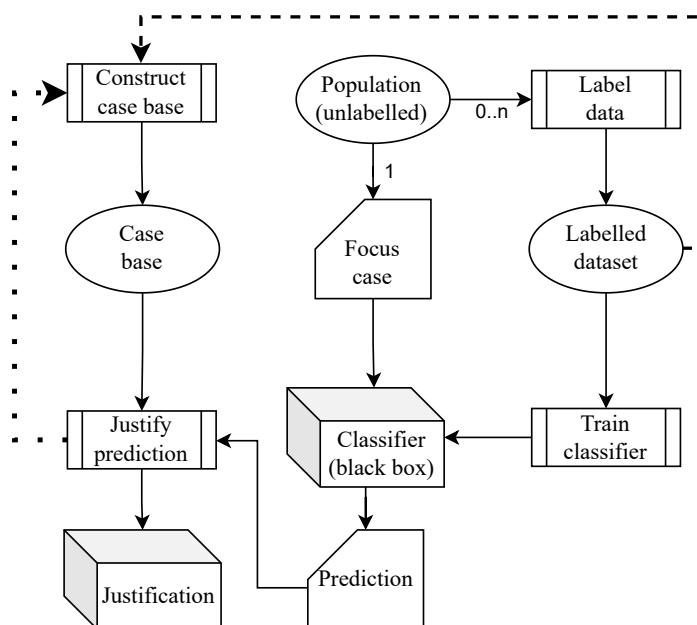 Construct
case base
Population
(unlabelled)
0..n
Label
data
1
Case
base
Focus
case
Labelled
dataset
Justify
prediction
Classifier
(black box)
Train
classifier
Justification
Prediction